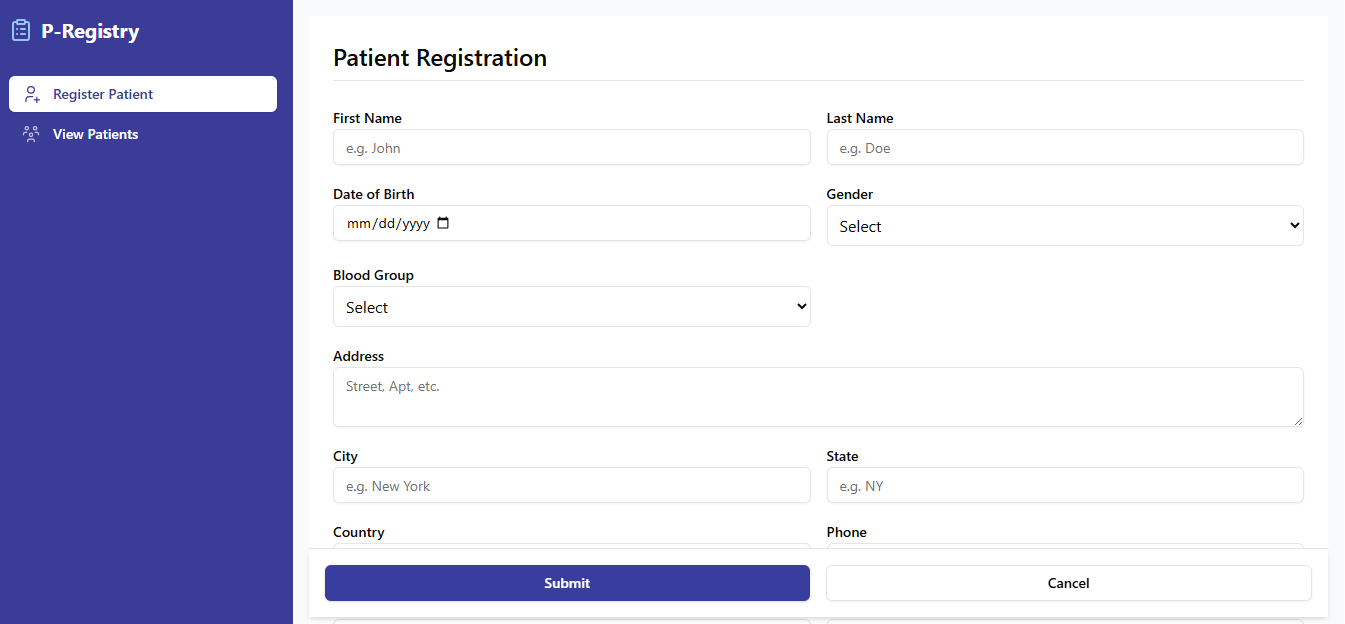 P-Registry
Register Patient
View Patients
Patient Registration
First Name
Last Name
e.g. John
e.g. Doe
Date of Birth
Gender
mm/dd/yyyy
Select
Blood Group
Select
Address
Street, Apt, etc.
City
State
e.g. New York
e.g. NY
Country
Phone
Submit
Cancel